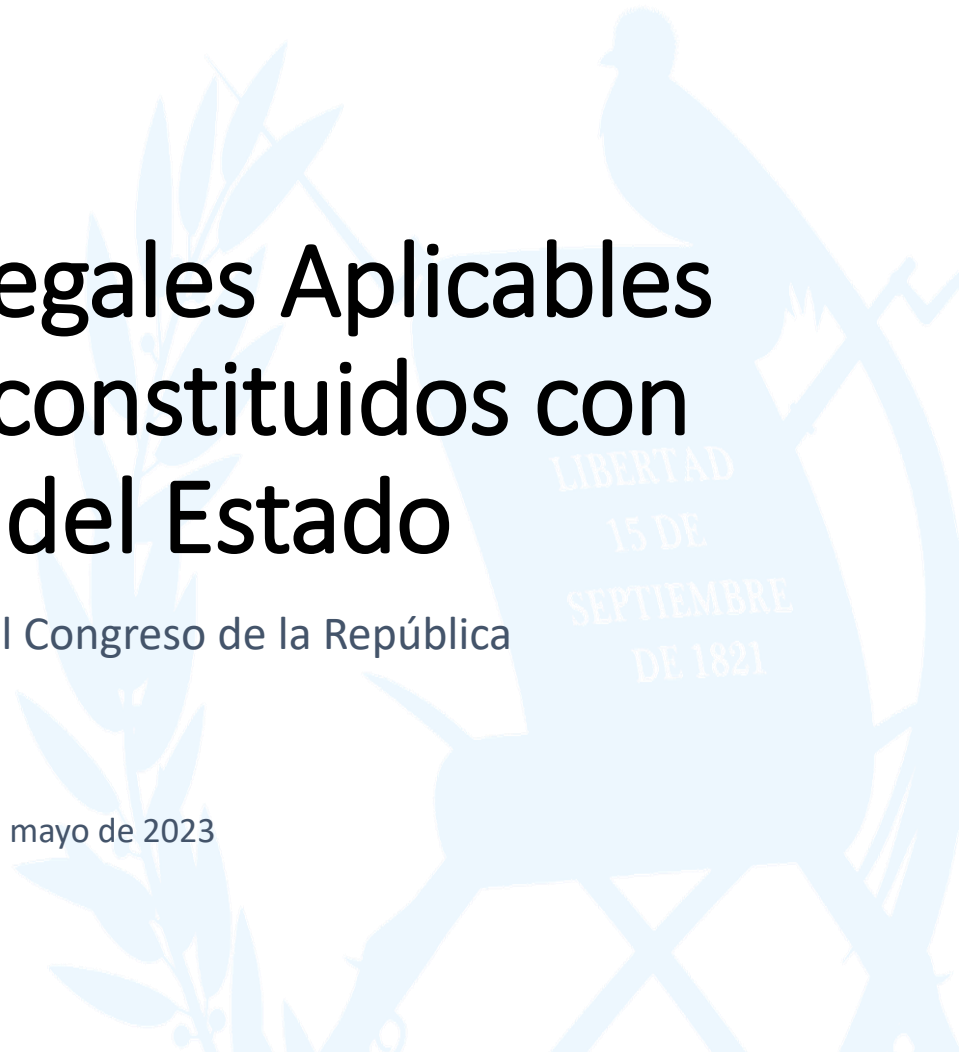 egales Aplicables
constituidos con
del Estado
l Congreso de la República
mayo de 2023
LIBERTAD
15 DE
SEPTIEMBRE
DE 1821